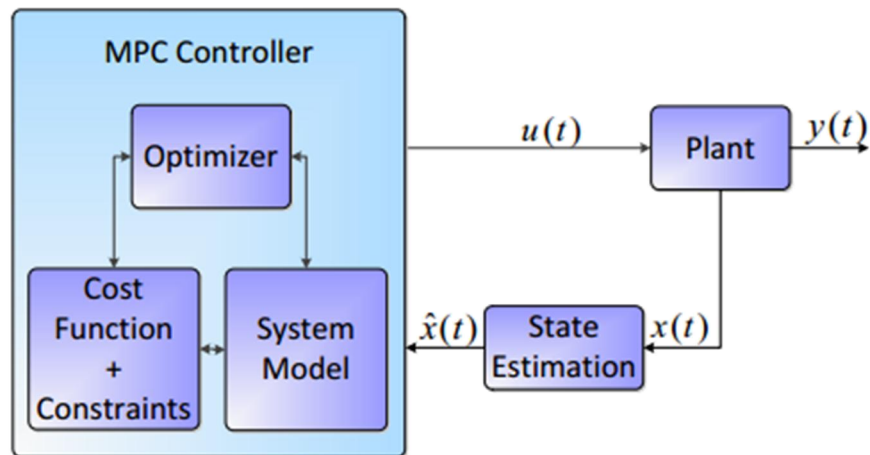 MPC Controller
Optimizer
u(t)
Plant
y(t)
Cost
Function
+
Constraints
System
Model
x̂(t)
State
Estimation
x(t)